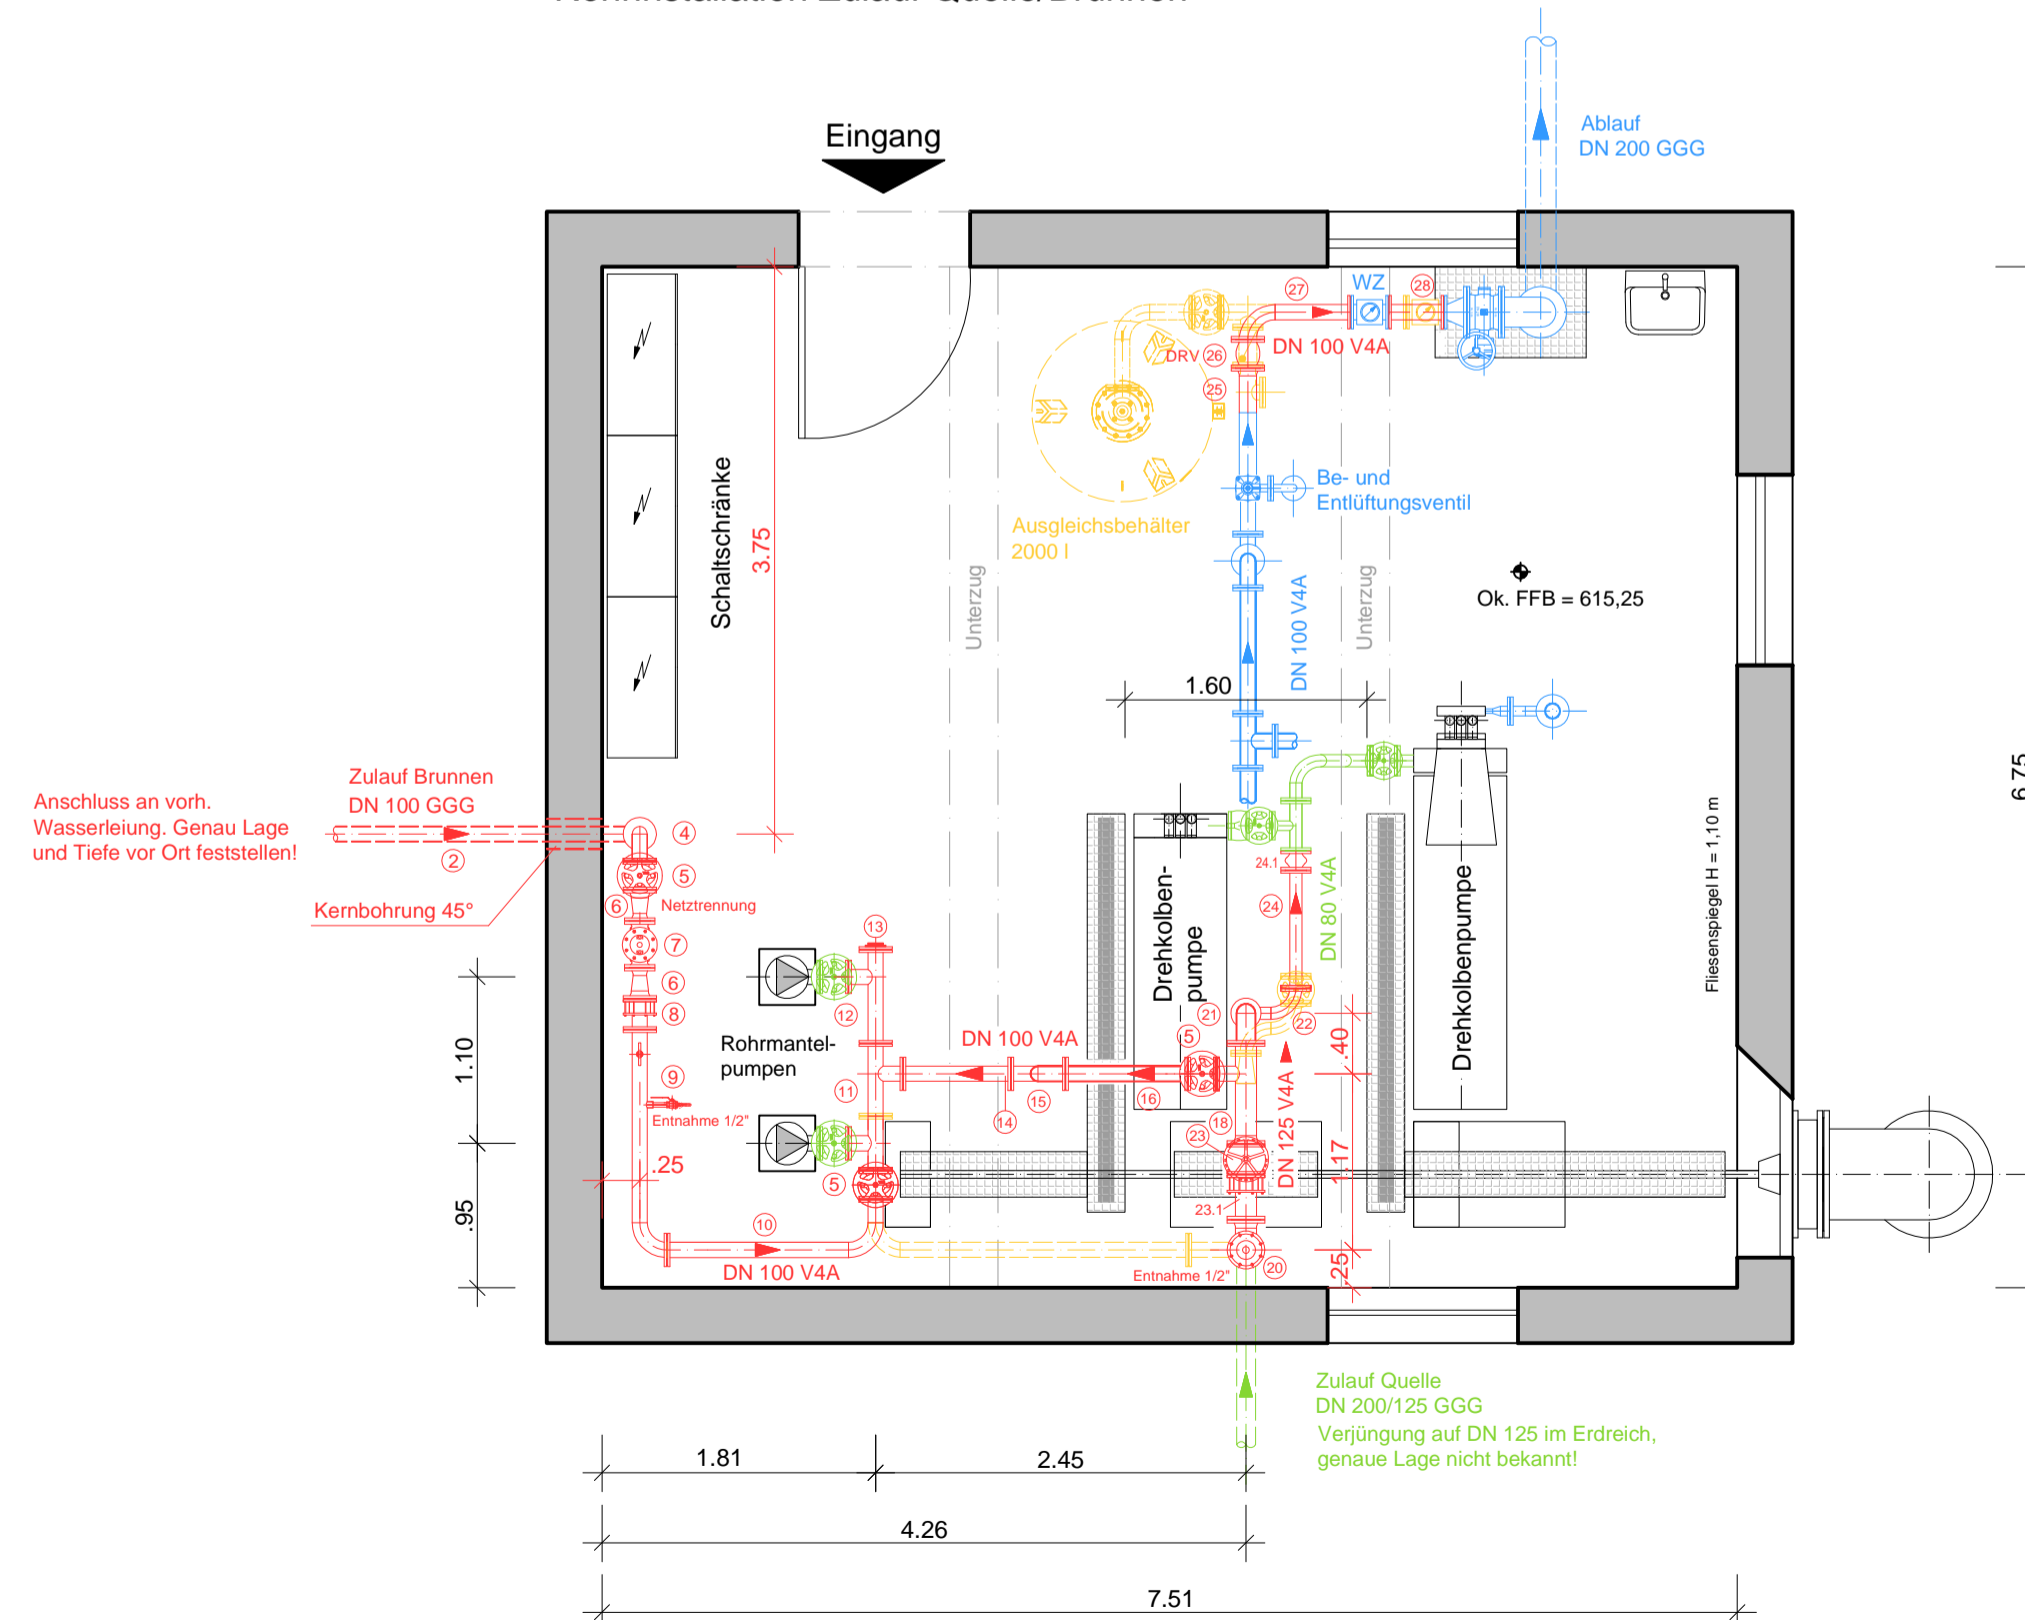 Rohrinstallation Zulauf Quelle/Brunnen
Eingang
Ablauf
DN 200 GGG
27
WZ
28
DRV 26
DN 100 V4A
25
Schaltschränke
3.75
Ausgleichsbehälter
2000 l
Be- und
Entlüftungsventil
Unterzug
DN 100 V4A
Unterzug
Ok. FFB = 615,25
1.60
6.75
Zulauf Brunnen
DN 100 GGG
Anschluss an vorh.
Wasserleiung. Genau Lage
und Tiefe vor Ort feststellen!
2
4
5
Kernbohrung 45°
6
Netztrennung
7
6
8
9
Entnahme 1/2"
13
12
Rohrmantel-
pumpen
11
5
1.10
.95
.25
10
DN 100 V4A
DN 100 V4A
14
15
16
5
Drehkolben-
pumpe
24.1
24
DN 80 V4A
21
22
.40
18
23
DN 125 V4A
1.17
23.1
20
.25
Entnahme 1/2"
Drehkolbenpumpe
Fliesenspiegel H = 1,10 m
Zulauf Quelle
DN 200/125 GGG
Verjüngung auf DN 125 im Erdreich,
genaue Lage nicht bekannt!
1.81
2.45
4.26
7.51